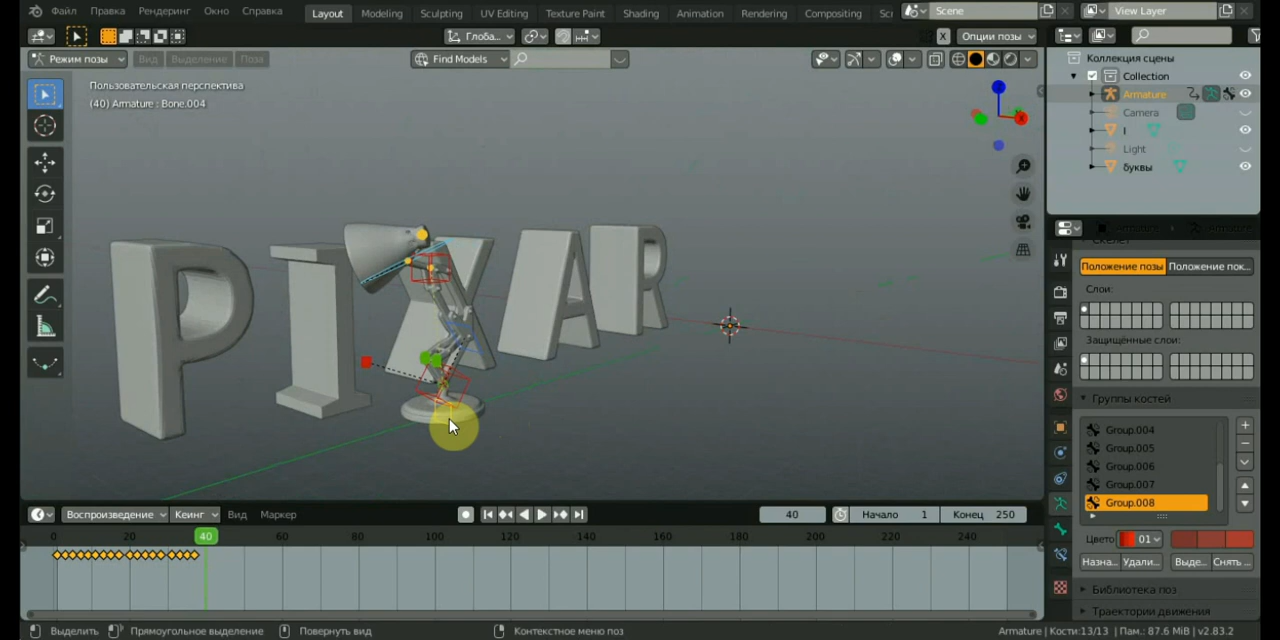 Файл Правка Рендеринг Окно Справка Layout Modeling Sculpting UV Editing Texture Paint Shading Animation Rendering Compositing Scene View Layer
Глоба... Опции позы
Режим позы Вид Выделение Поза Find Models
Пользовательская перспектива
(40) Armature : Bone.004
PIXAR
Коллекция сцены
Collection
Armature
Camera
I
Light
буквы
Скелет
Положение позы Положение пок...
Слои:
Защищённые слои:
Группы костей
Group.004
Group.005
Group.006
Group.007
Group.008
Цвето 01
Назна... Удали... Выде... Снять ...
Библиотека поз
Траектории движения
Воспроизведение Кеинг Вид Маркер 40 Начало 1 Конец 250
0 20 40 60 80 100 120 140 160 180 200 220 240
Выделить Прямоугольное выделение Повернуть вид Контекстное меню поз Armature | Кости:13/13 | Пам.: 87.6 MiB | v2.83.2